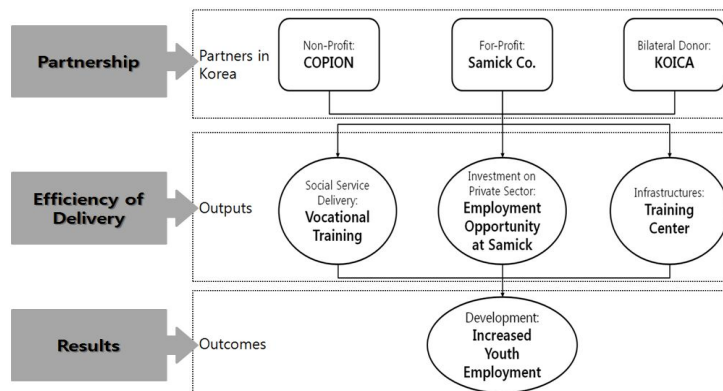 Partnership
Partners in
Korea
Non-Profit:
COPION
For-Profit:
Samick Co.
Bilateral Donor:
KOICA
Efficiency of
Delivery
Outputs
Social Service
Delivery:
Vocational
Training
Investment on
Private Sector:
Employment
Opportunity
at Samick
Infrastructures:
Training
Center
Results
Outcomes
Development:
Increased
Youth
Employment